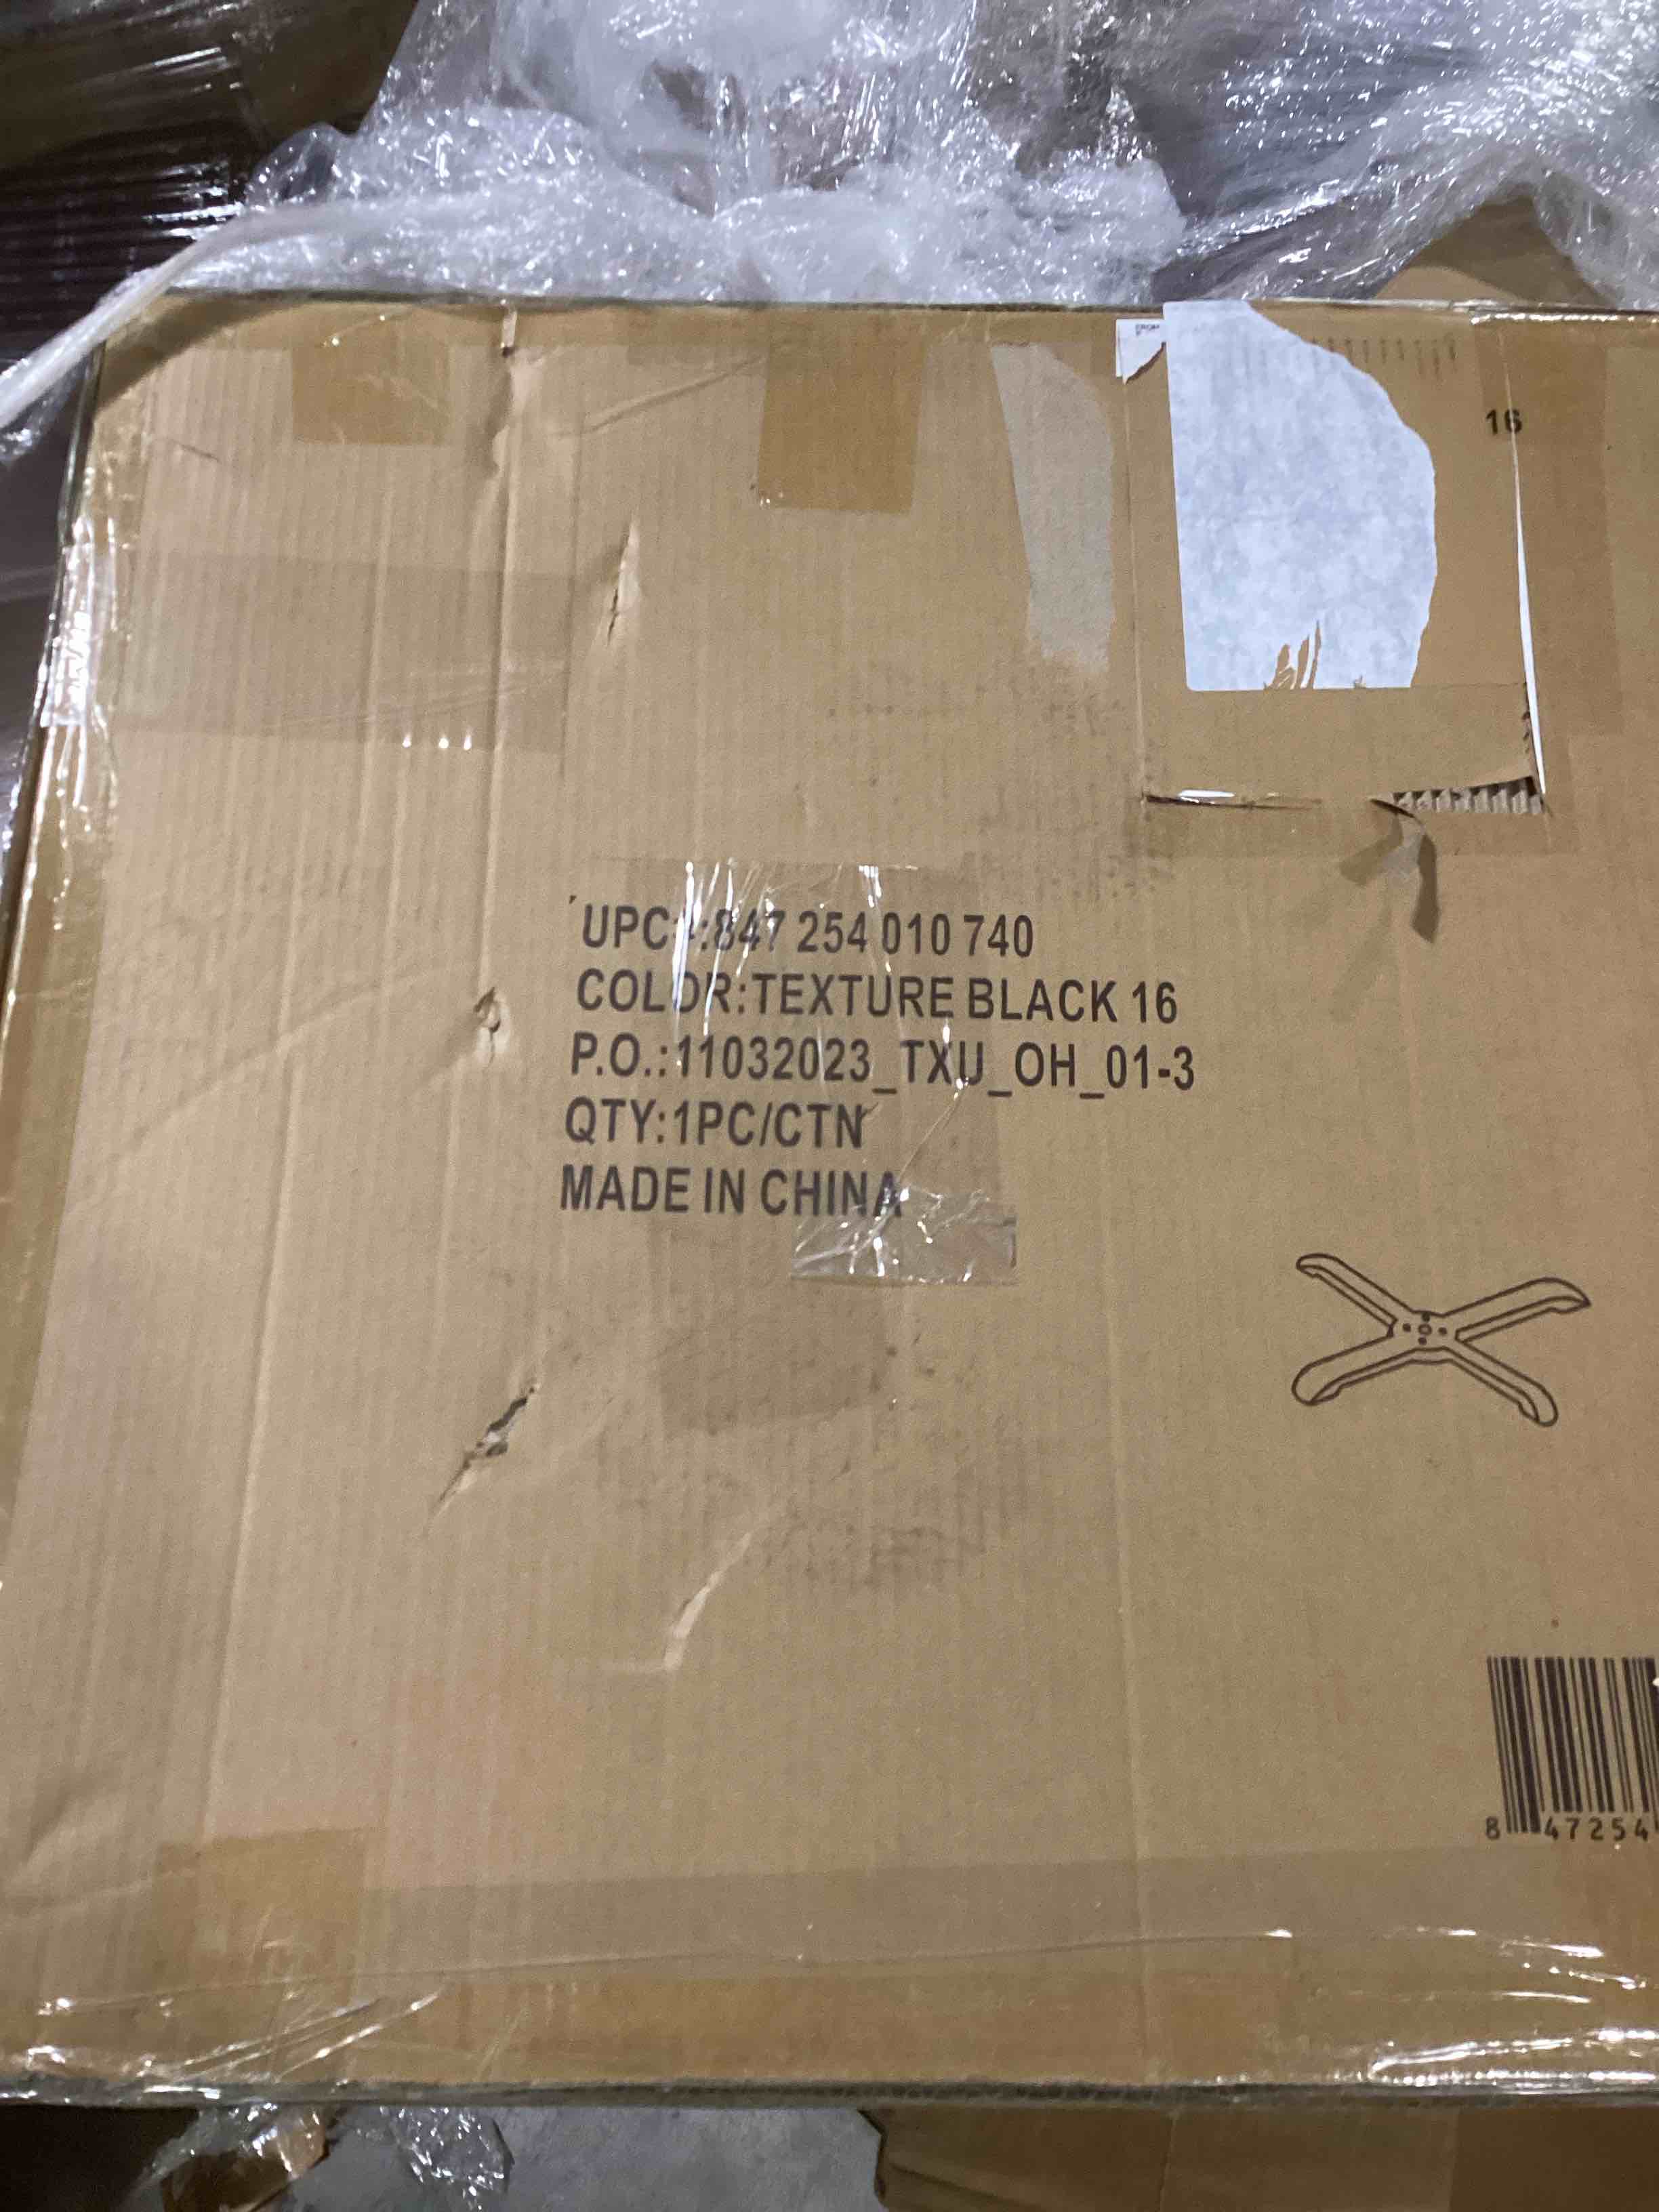 FROM
16
UPC#:847 254 010 740
COLOR:TEXTURE BLACK 16
P.O.:11032023_TXU_OH_01-3
QTY:1PC/CTN
MADE IN CHINA
8 47254